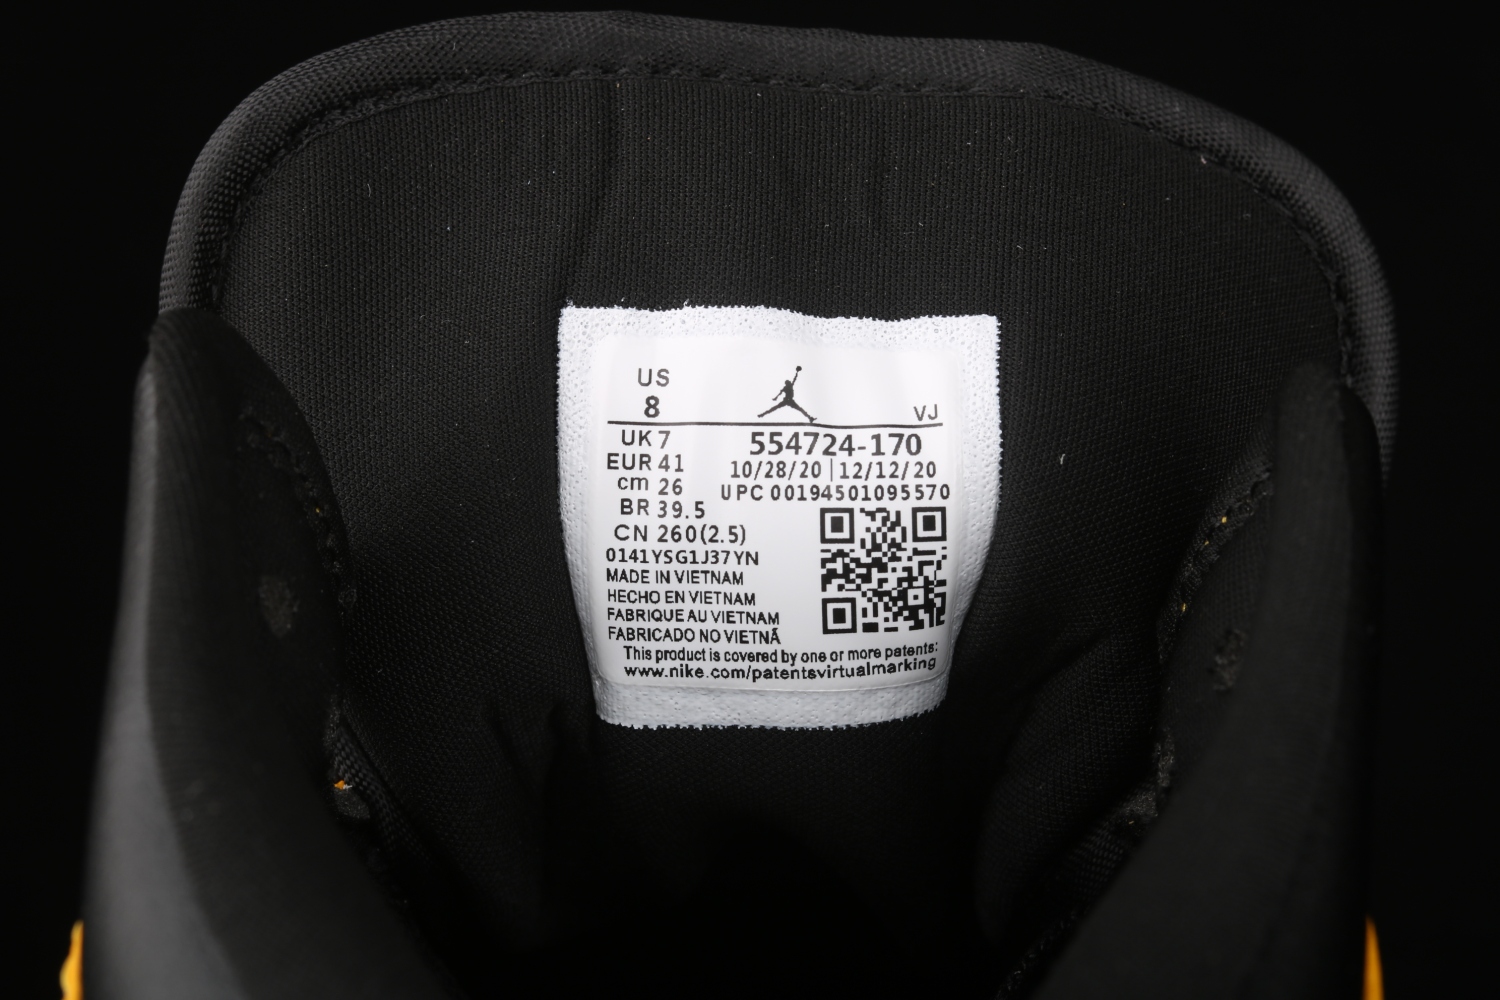 US
8
VJ
UK 7
554724-170
EUR 41
10/28/20 | 12/12/20
cm 26
UPC 00194501095570
BR 39.5
CN 260(2.5)
0141YSG1J37YN
MADE IN VIETNAM
HECHO EN VIETNAM
FABRIQUE AU VIETNAM
FABRICADO NO VIETNÃ
This product is covered by one or more patents:
www.nike.com/patentsvirtualmarking